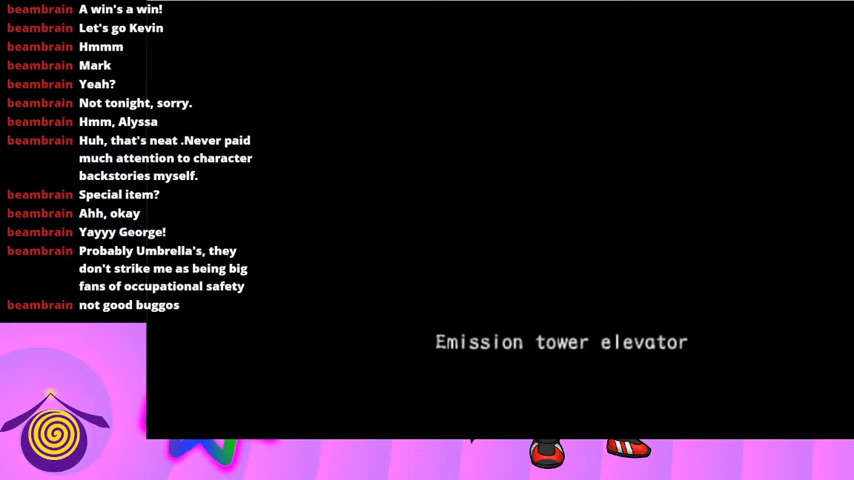 beambrain A win's a win!
beambrain Let's go Kevin
beambrain Hmmm
beambrain Mark
beambrain Yeah?
beambrain Not tonight, sorry.
beambrain Hmm, Alyssa
beambrain Huh, that's neat .Never paid
much attention to character
backstories myself.
beambrain Special item?
beambrain Ahh, okay
beambrain Yayyy George!
beambrain Probably Umbrella's, they
don't strike me as being big
fans of occupational safety
beambrain not good buggos
Emission tower elevator